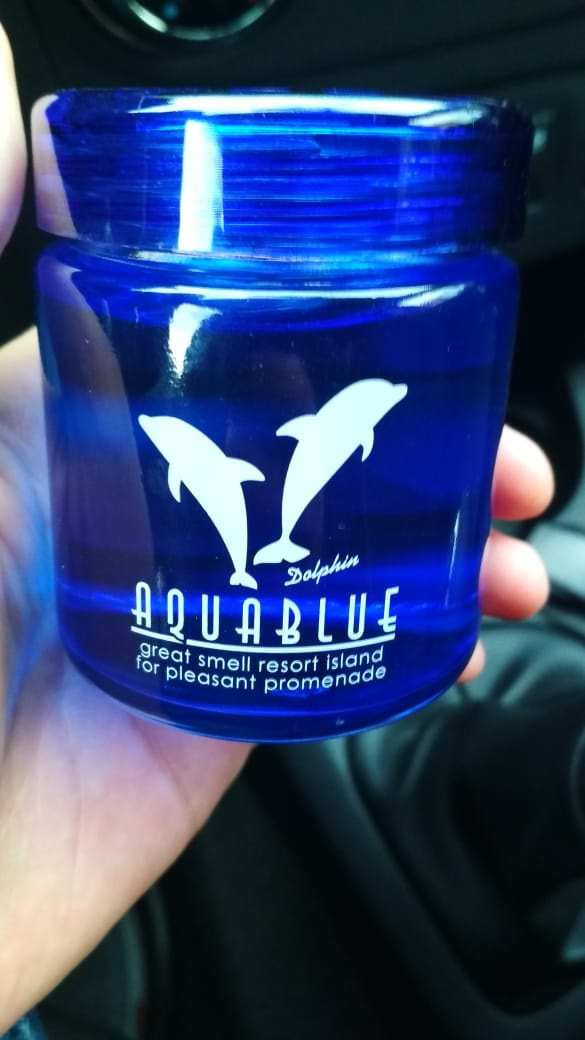 Dolphin
AQUABLUE
great smell resort island
for pleasant promenade